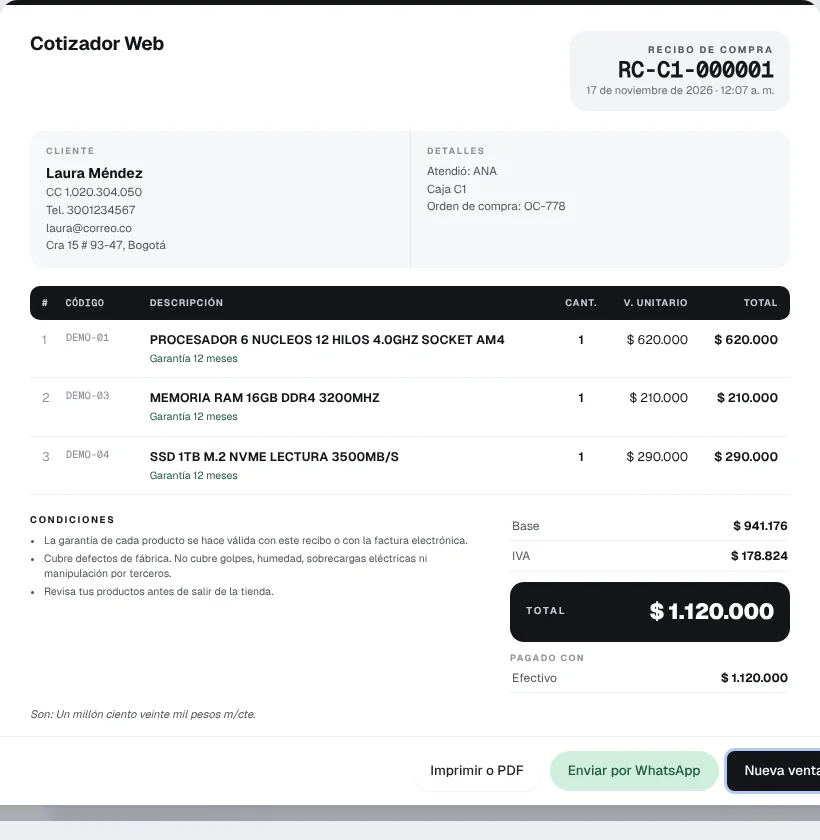 Cotizador Web
RECIBO DE COMPRA
RC-C1-000001
17 de noviembre de 2026 · 12:07 a. m.
CLIENTE
Laura Méndez
CC 1.020.304.050
Tel. 3001234567
laura@correo.co
Cra 15 # 93-47, Bogotá
DETALLES
Atendió: ANA
Caja C1
Orden de compra: OC-778
# CÓDIGO DESCRIPCIÓN CANT. V. UNITARIO TOTAL
1 DEMO-01 PROCESADOR 6 NUCLEOS 12 HILOS 4.0GHZ SOCKET AM4 1 $ 620.000 $ 620.000
Garantía 12 meses
2 DEMO-03 MEMORIA RAM 16GB DDR4 3200MHZ 1 $ 210.000 $ 210.000
Garantía 12 meses
3 DEMO-04 SSD 1TB M.2 NVME LECTURA 3500MB/S 1 $ 290.000 $ 290.000
Garantía 12 meses
CONDICIONES
• La garantía de cada producto se hace válida con este recibo o con la factura electrónica.
• Cubre defectos de fábrica. No cubre golpes, humedad, sobrecargas eléctricas ni
manipulación por terceros.
• Revisa tus productos antes de salir de la tienda.
Base $ 941.176
IVA $ 178.824
TOTAL $ 1.120.000
PAGADO CON
Efectivo $ 1.120.000
Son: Un millón ciento veinte mil pesos m/cte.
Imprimir o PDF
Enviar por WhatsApp
Nueva venta